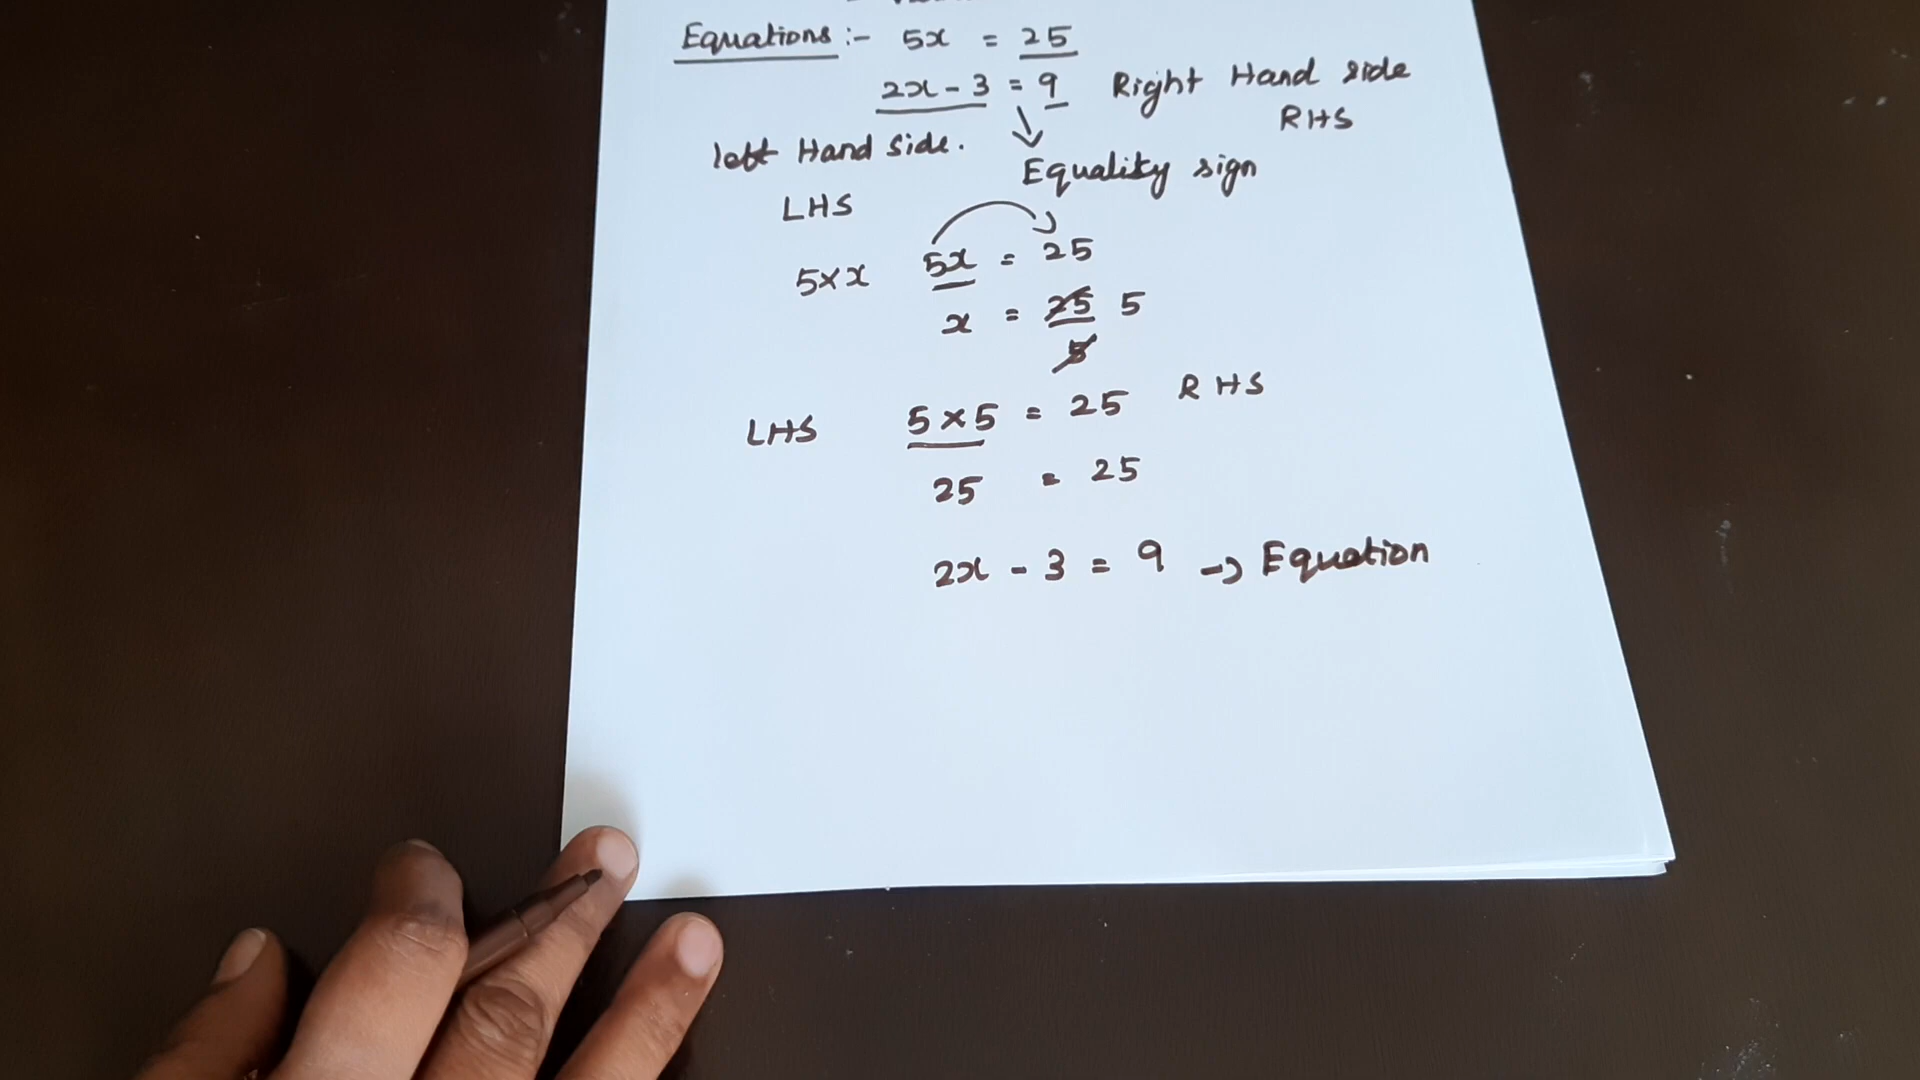 Equations :- 5x = 25
2x - 3 = 9 Right Hand side
RHS
left Hand side.
Equality sign
LHS
5×x 5x = 25
x = 25 5
5
LHS 5×5 = 25 RHS
25 = 25
2x - 3 = 9 → Equation